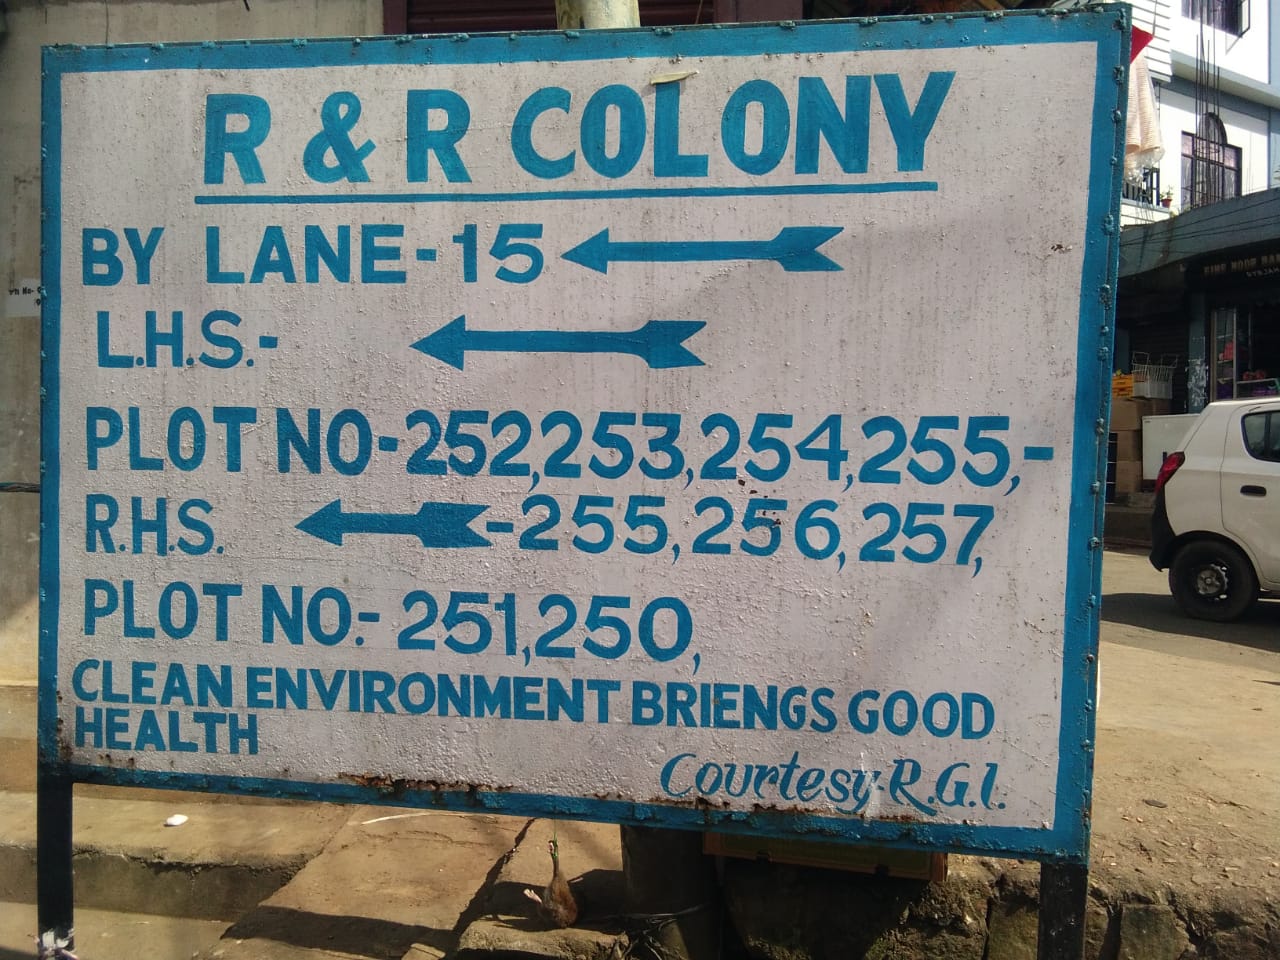 R & R COLONY
BY LANE-15
L.H.S.-
PLOT NO-252,253,254,255,-
R.H.S. -255,256,257,
PLOT NO.- 251,250,
CLEAN ENVIRONMENT BRIENGS GOOD
HEALTH
Courtesy-R.G.I.